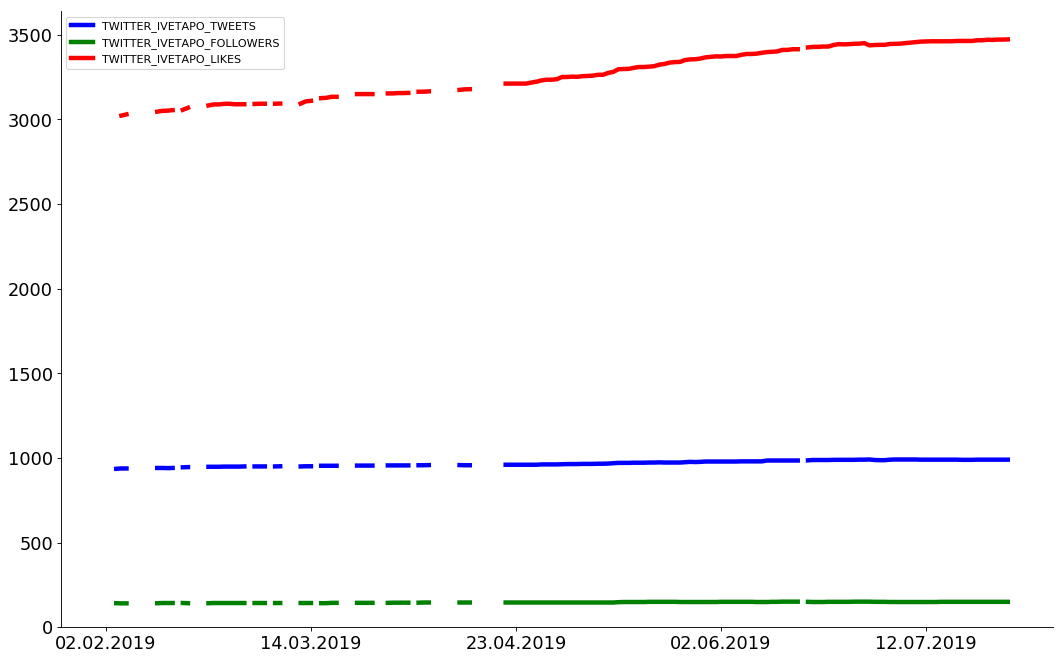 TWITTER_IVETAPO_TWEETS
TWITTER_IVETAPO_FOLLOWERS
TWITTER_IVETAPO_LIKES
3500
3000
2500
2000
1500
1000
500
0
02.02.2019 14.03.2019 23.04.2019 02.06.2019 12.07.2019